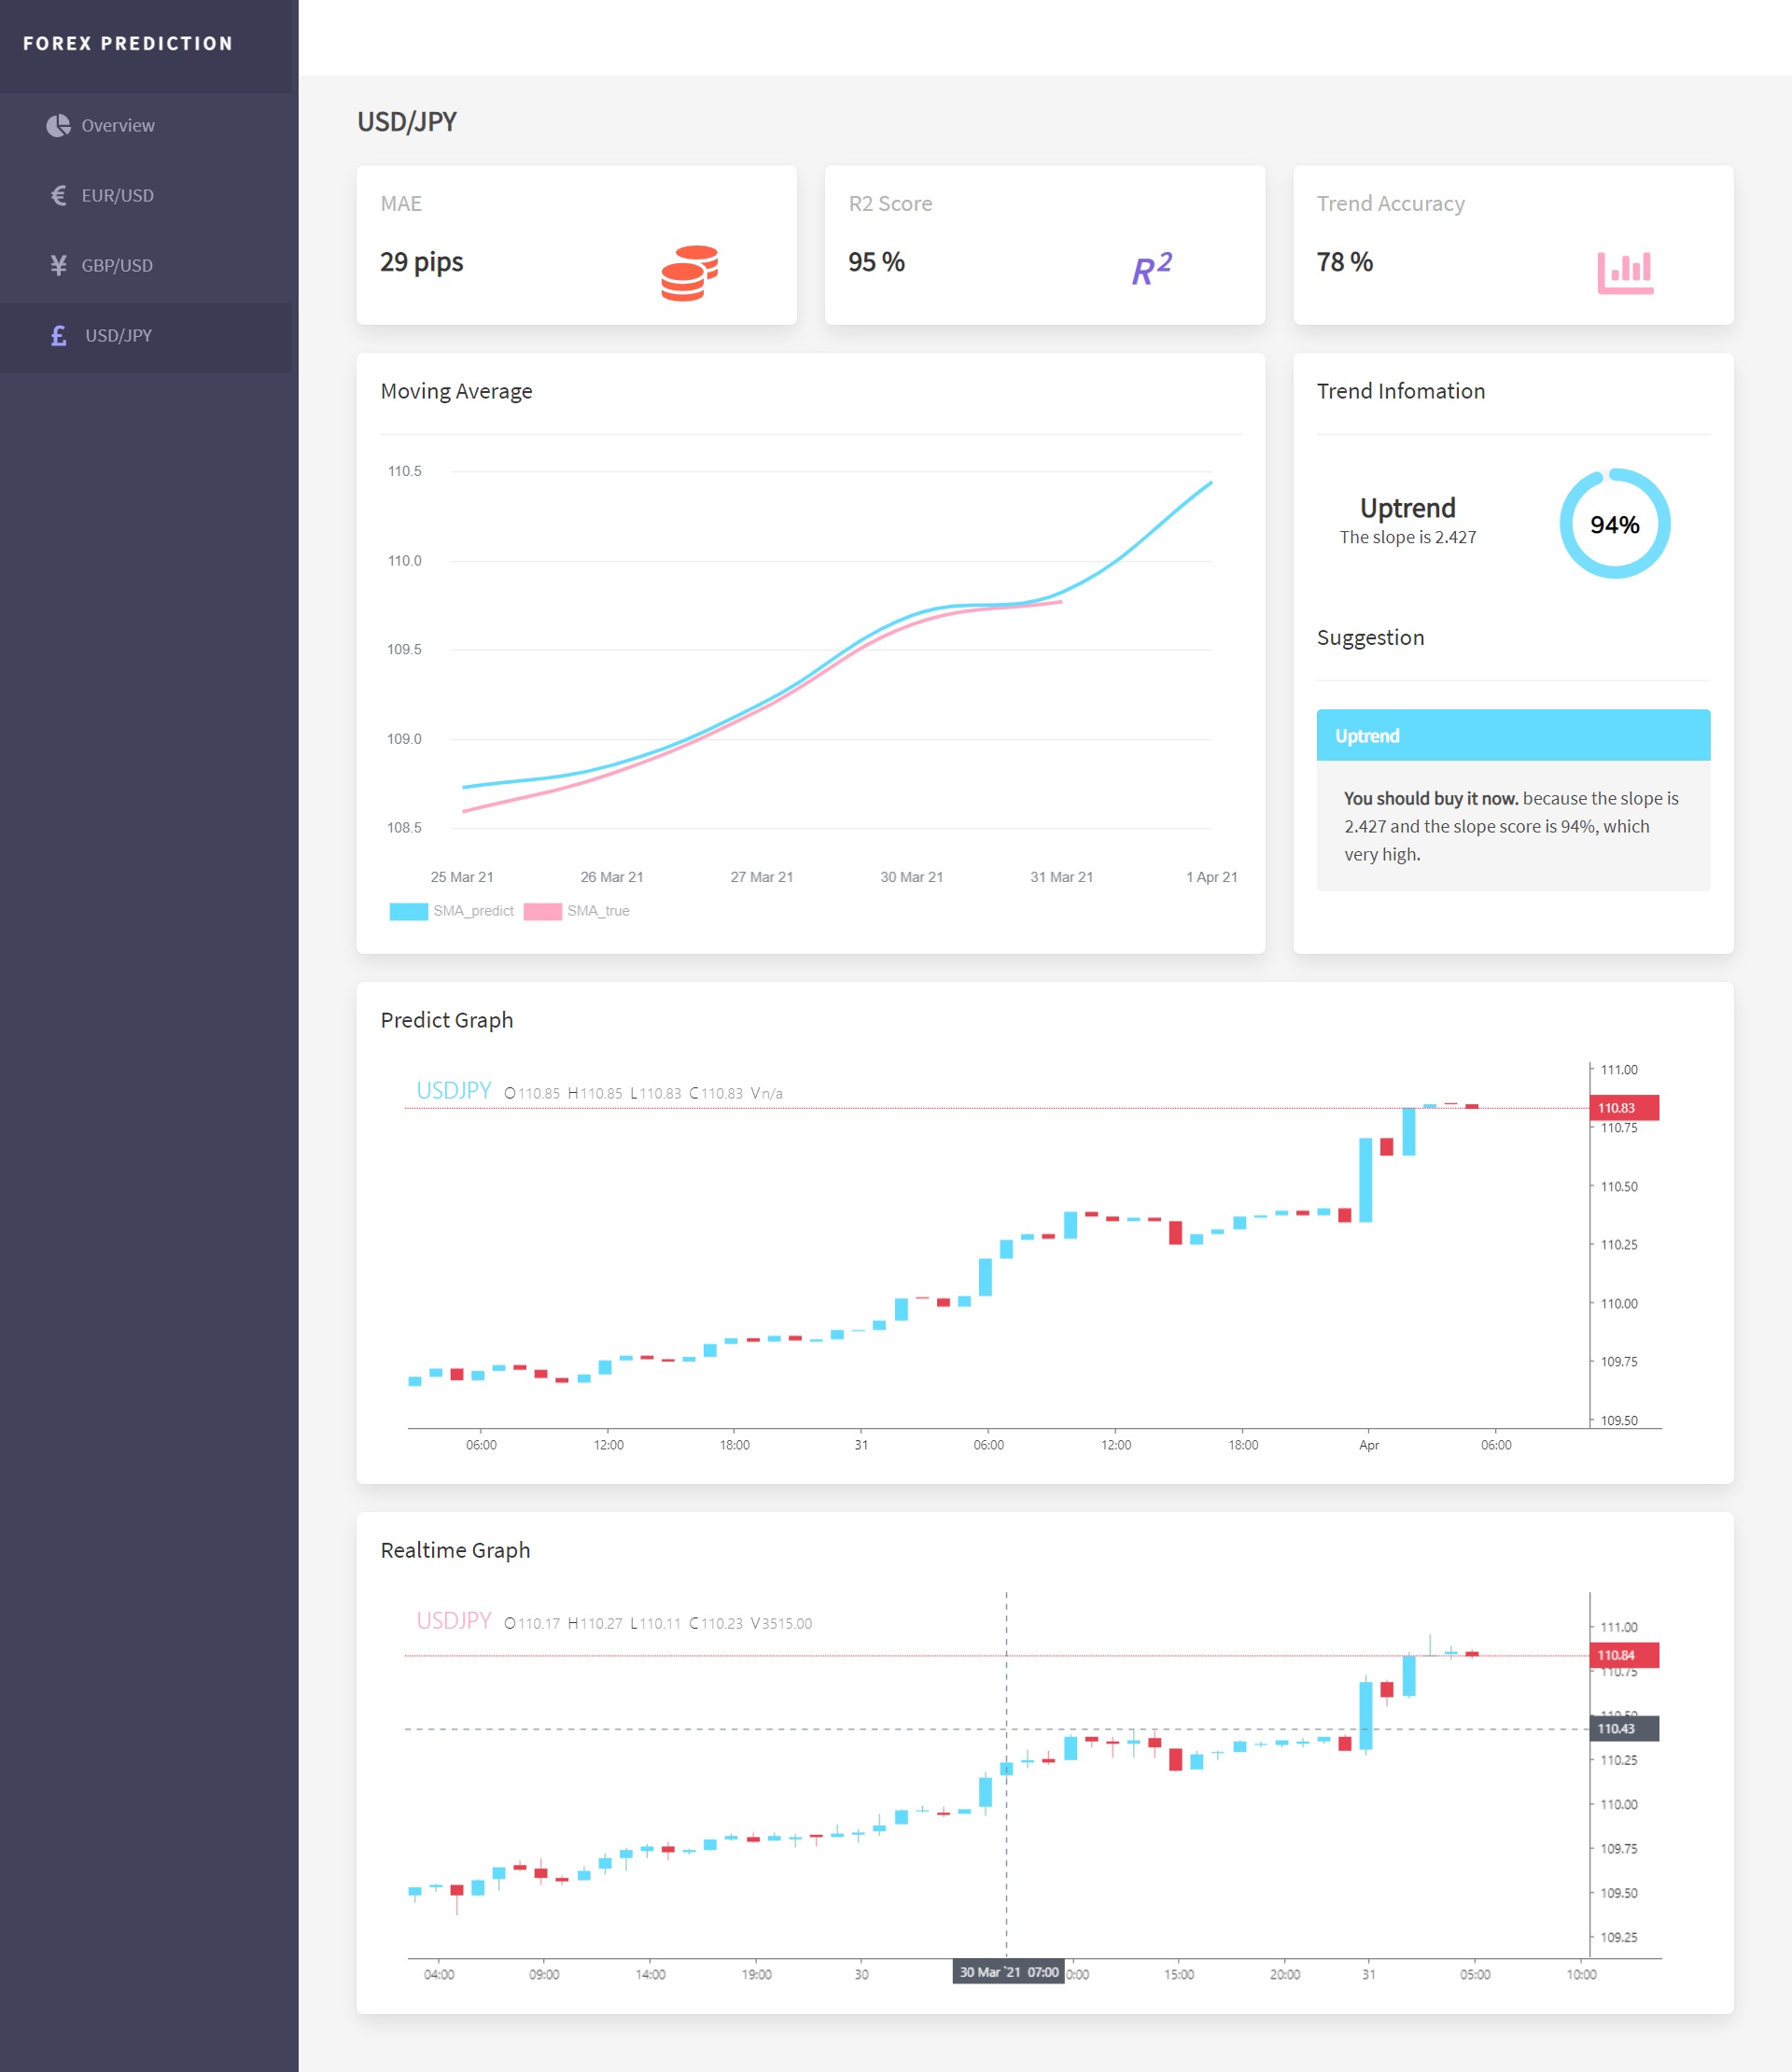 FOREX PREDICTION
Overview
€ EUR/USD
¥ GBP/USD
£ USD/JPY
USD/JPY
MAE
29 pips
R2 Score
95 %
R²
Trend Accuracy
78 %
Moving Average
110.5
110.0
109.5
109.0
108.5
25 Mar 21 26 Mar 21 27 Mar 21 30 Mar 21 31 Mar 21 1 Apr 21
SMA_predict SMA_true
Trend Infomation
Uptrend
The slope is 2.427
94%
Suggestion
Uptrend
You should buy it now. because the slope is
2.427 and the slope score is 94%, which
very high.
Predict Graph
USDJPY O110.85 H110.85 L110.83 C110.83 Vn/a
111.00
110.83
110.75
110.50
110.25
110.00
109.75
109.50
06:00 12:00 18:00 31 06:00 12:00 18:00 Apr 06:00
Realtime Graph
USDJPY O110.17 H110.27 L110.11 C110.23 V3515.00
111.00
110.84
110.75
110.43
110.25
110.00
109.75
109.50
109.25
04:00 09:00 14:00 19:00 30 30 Mar `21 07:00 0:00 15:00 20:00 31 05:00 10:00